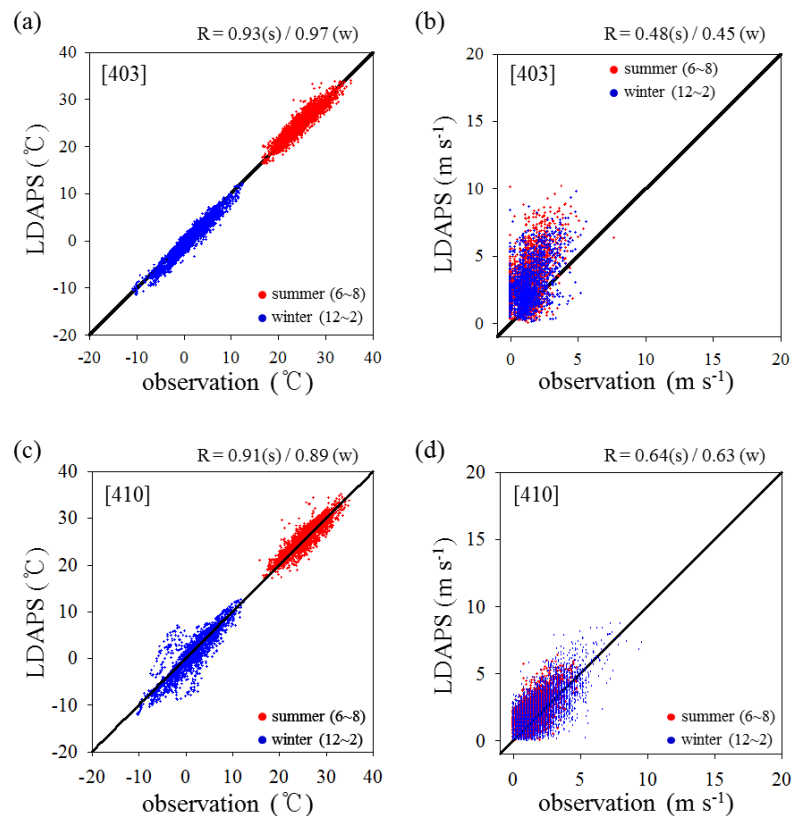 (a)
R = 0.93(s) / 0.97 (w)
[403]
40
30
20
10
0
-10
-20
LDAPS (℃)
summer (6~8)
winter (12~2)
-20 -10 0 10 20 30 40
observation (℃)
(b)
R = 0.48(s) / 0.45 (w)
[403]
summer (6~8)
winter (12~2)
20
15
10
5
0
LDAPS (m s⁻¹)
0 5 10 15 20
observation (m s⁻¹)
(c)
R = 0.91(s) / 0.89 (w)
[410]
40
30
20
10
0
-10
-20
LDAPS (℃)
summer (6~8)
winter (12~2)
-20 -10 0 10 20 30 40
observation (℃)
(d)
R = 0.64(s) / 0.63 (w)
[410]
20
15
10
5
0
LDAPS (m s⁻¹)
summer (6~8)
winter (12~2)
0 5 10 15 20
observation (m s⁻¹)